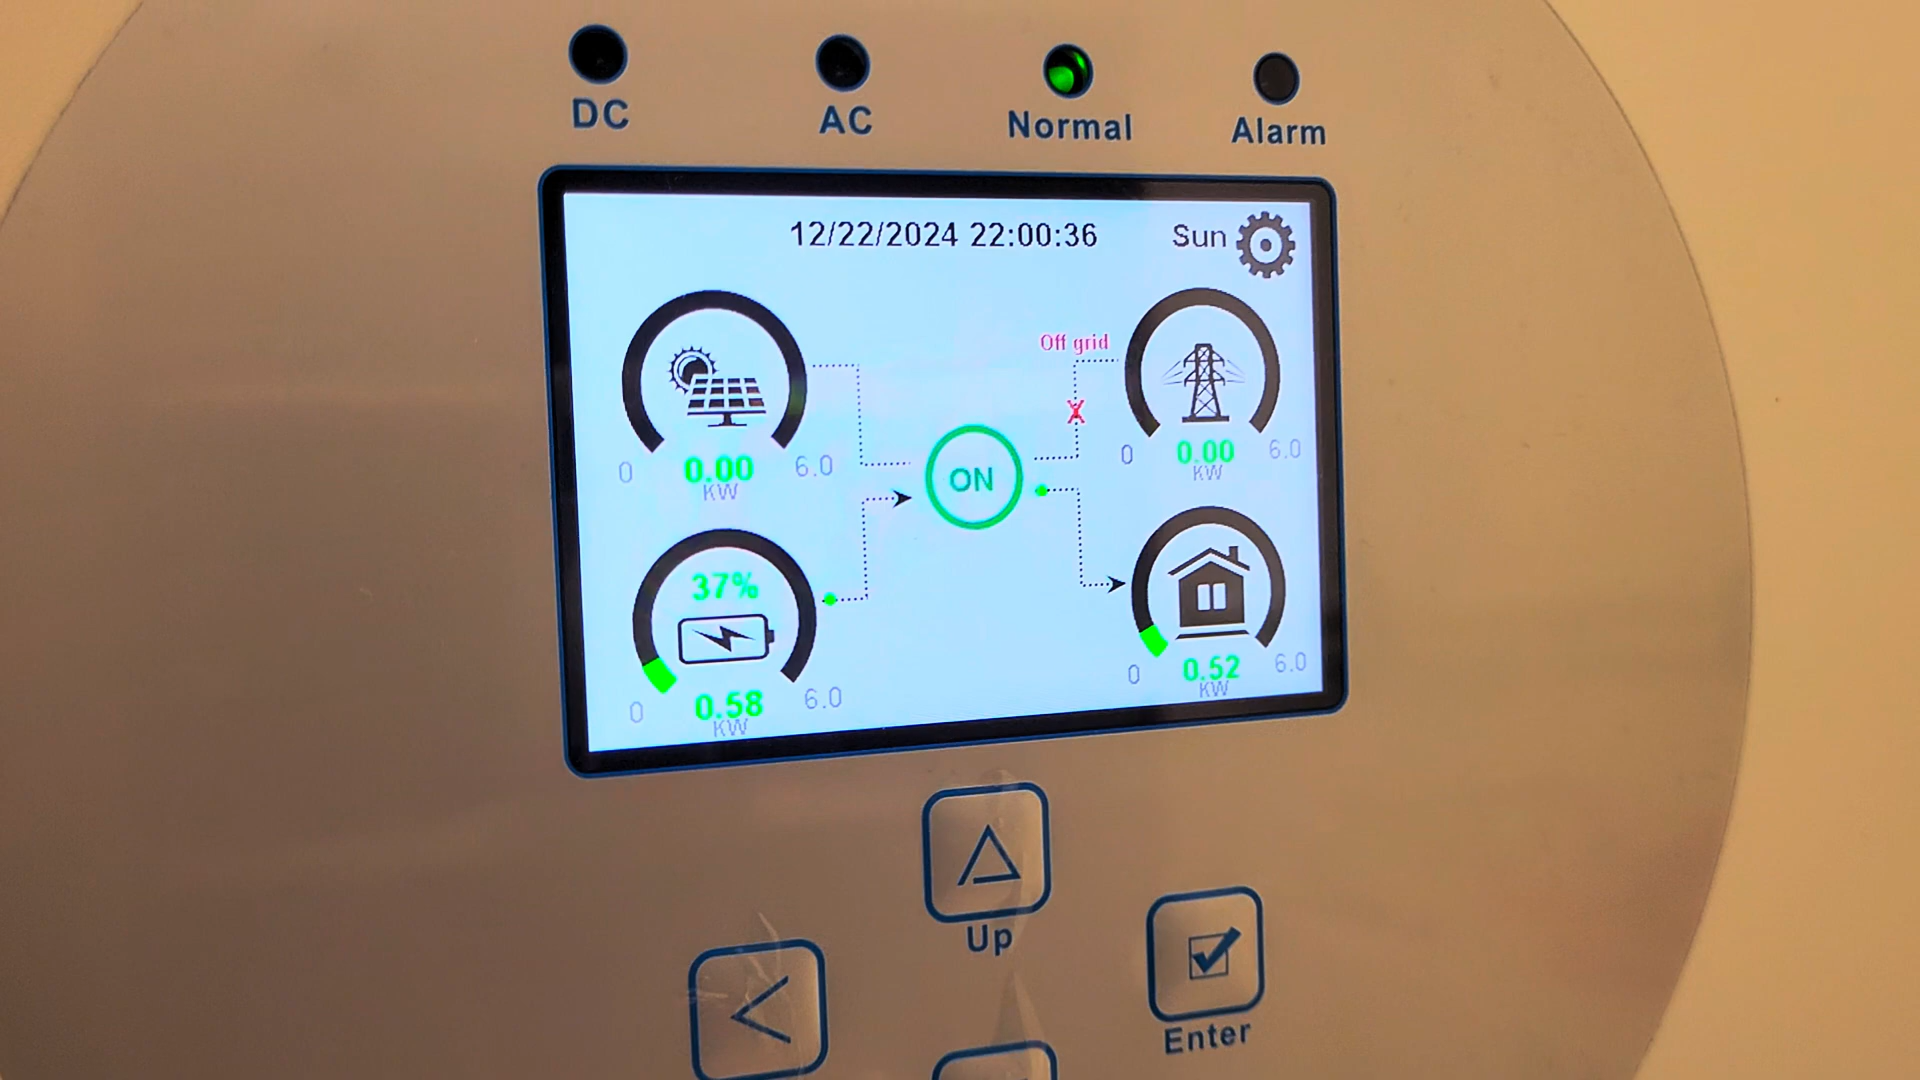 DC AC Normal Alarm
12/22/2024 22:00:36 Sun
Off grid
X
0 0.00 6.0
KW
0 0.00 6.0
KW
ON
37%
0 0.58 6.0
KW
0 0.52 6.0
KW
Up
Enter